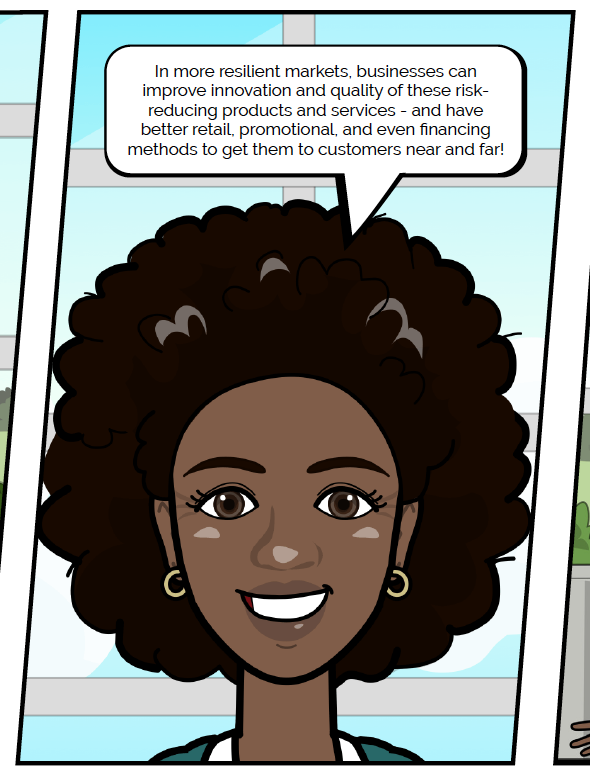 In more resilient markets, businesses can
improve innovation and quality of these risk-
reducing products and services - and have
better retail, promotional, and even financing
methods to get them to customers near and far!